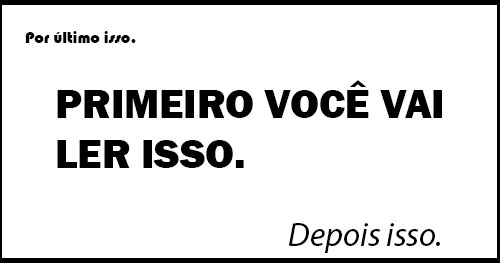 Por último isso.
PRIMEIRO VOCÊ VAI
LER ISSO.
Depois isso.